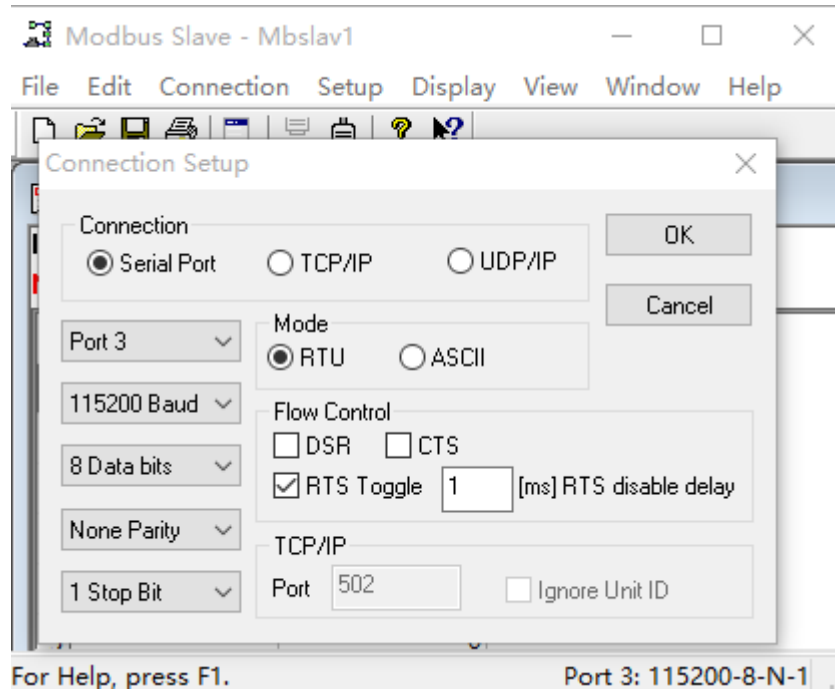 Modbus Slave - Mbslav1
File Edit Connection Setup Display View Window Help
Connection Setup
Connection
Serial Port TCP/IP UDP/IP
OK
Cancel
Port 3
115200 Baud
8 Data bits
None Parity
1 Stop Bit
Mode
RTU ASCII
Flow Control
DSR CTS
RTS Toggle 1 [ms] RTS disable delay
TCP/IP
Port 502 Ignore Unit ID
For Help, press F1. Port 3: 115200-8-N-1